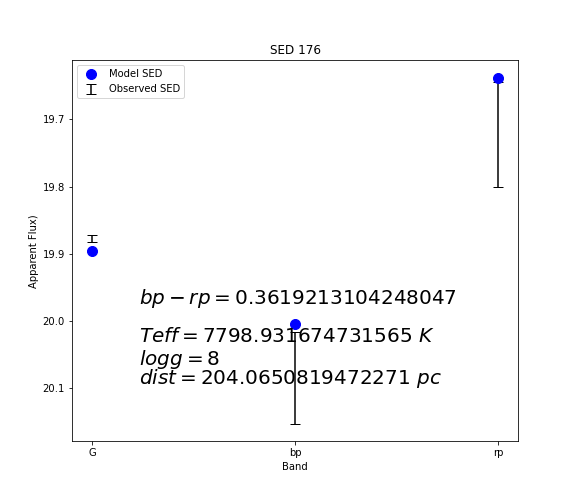 SED 176
Model SED
Observed SED
19.7
19.8
19.9
20.0
20.1
Apparent Flux)
bp − rp = 0.3619213104248047
Teff = 7798.931674731565 K
logg = 8
dist = 204.0650819472271 pc
G bp rp
Band